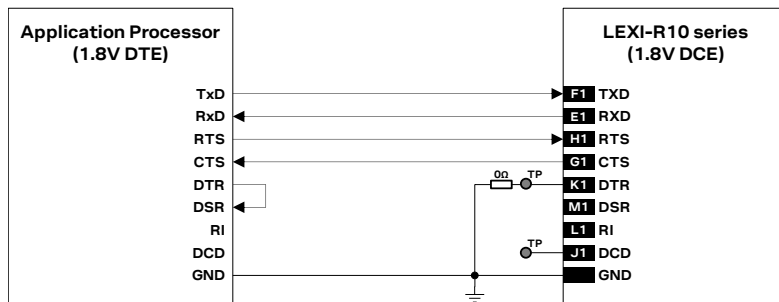 Application Processor
(1.8V DTE)
LEXI-R10 series
(1.8V DCE)
TxD
F1 TXD
RxD
E1 RXD
RTS
H1 RTS
CTS
G1 CTS
DTR
0Ω
TP
K1 DTR
DSR
M1 DSR
RI
L1 RI
DCD
TP
J1 DCD
GND
GND